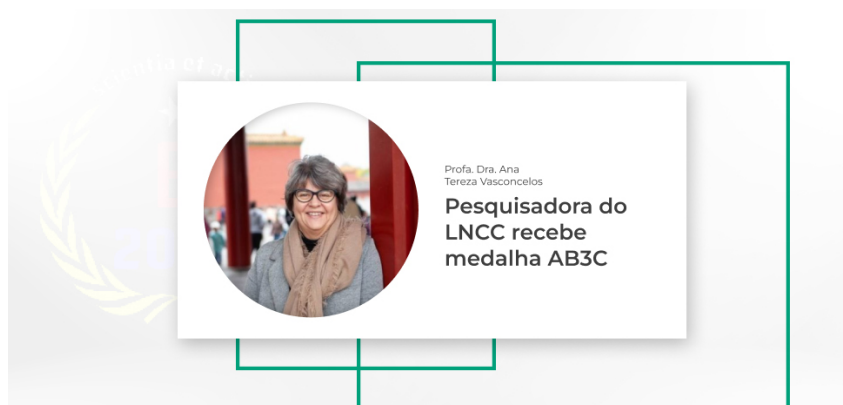 Profa. Dra. Ana
Tereza Vasconcelos
Pesquisadora do
LNCC recebe
medalha AB3C